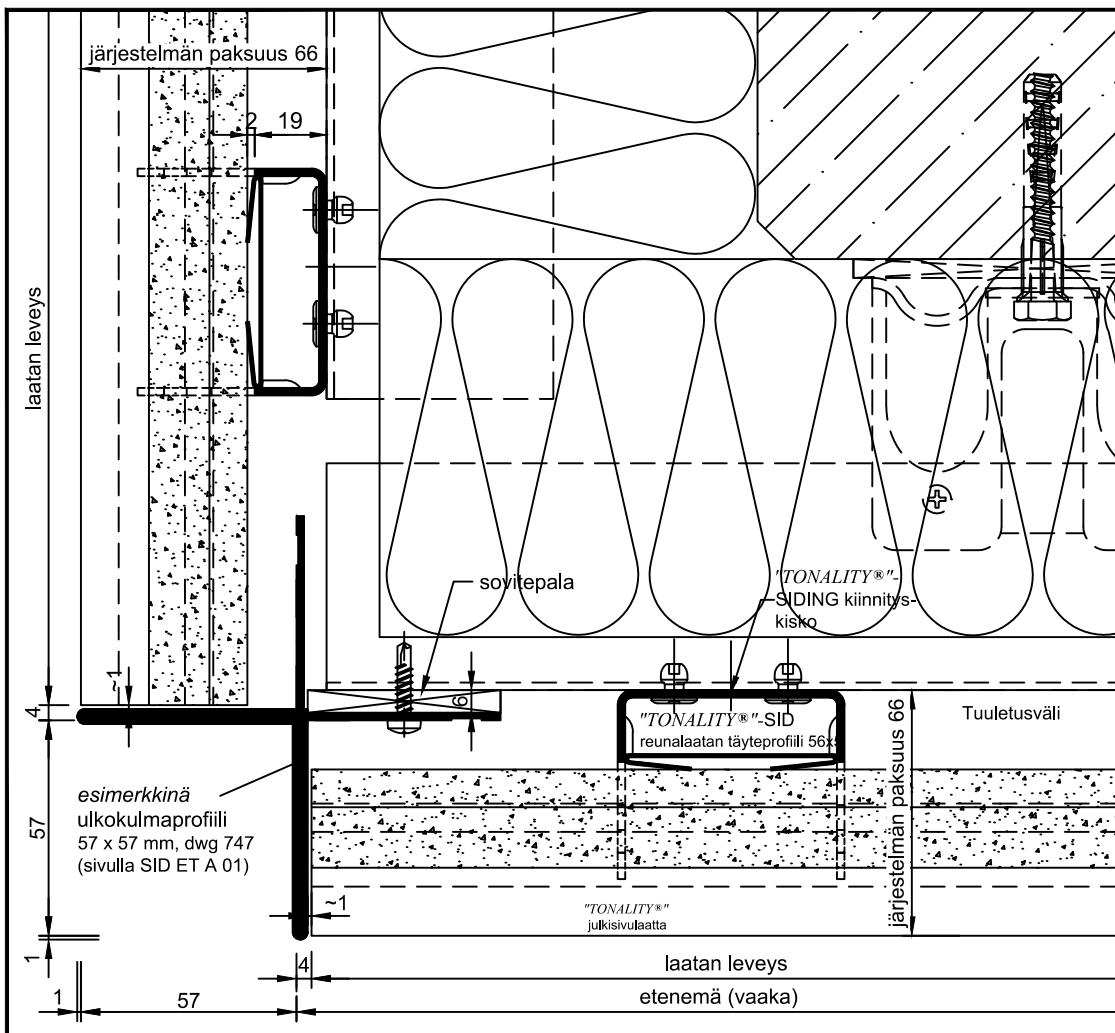 järjestelmän paksuus 66
2
19
laatan leveys
sovitepala
"TONALITY®"-
SIDING kiinnitys-
kisko
~1
4
6
"TONALITY®"-SID
reunalaatan täyteprofiili 56x5
järjestelmän paksuus 66
Tuuletusväli
esimerkkinä
ulkokulmaprofiili
57 x 57 mm, dwg 747
(sivulla SID ET A 01)
57
~1
"TONALITY®"
julkisivulaatta
1
4
laatan leveys
1
57
etenemä (vaaka)